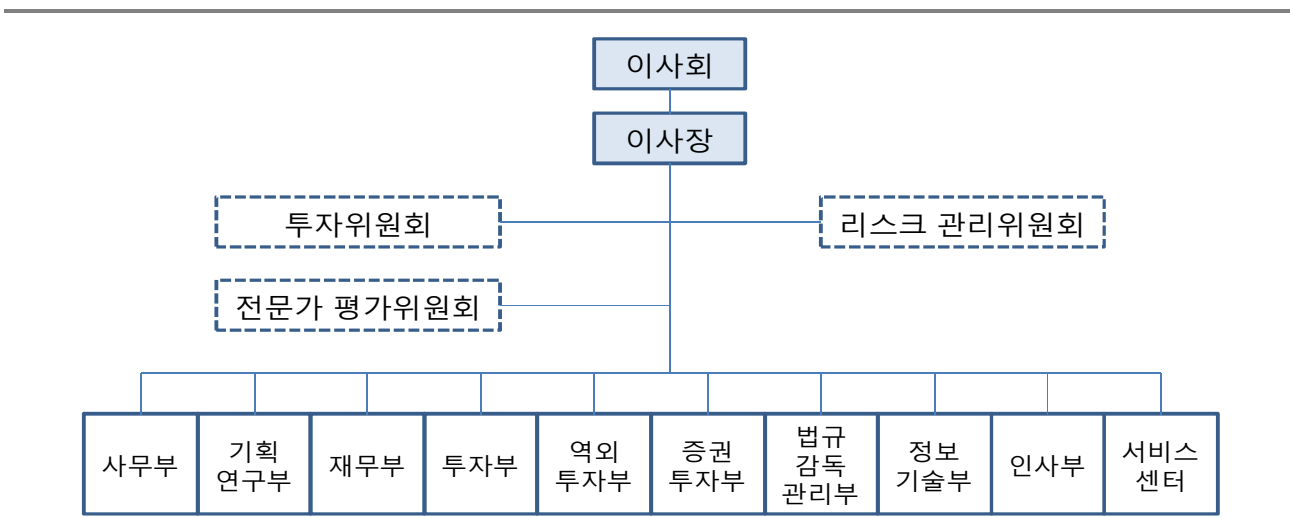 이사회
이사장
투자위원회
리스크 관리위원회
전문가 평가위원회
사무부
기획
연구부
재무부
투자부
역외
투자부
증권
투자부
법규
감독
관리부
정보
기술부
인사부
서비스
센터